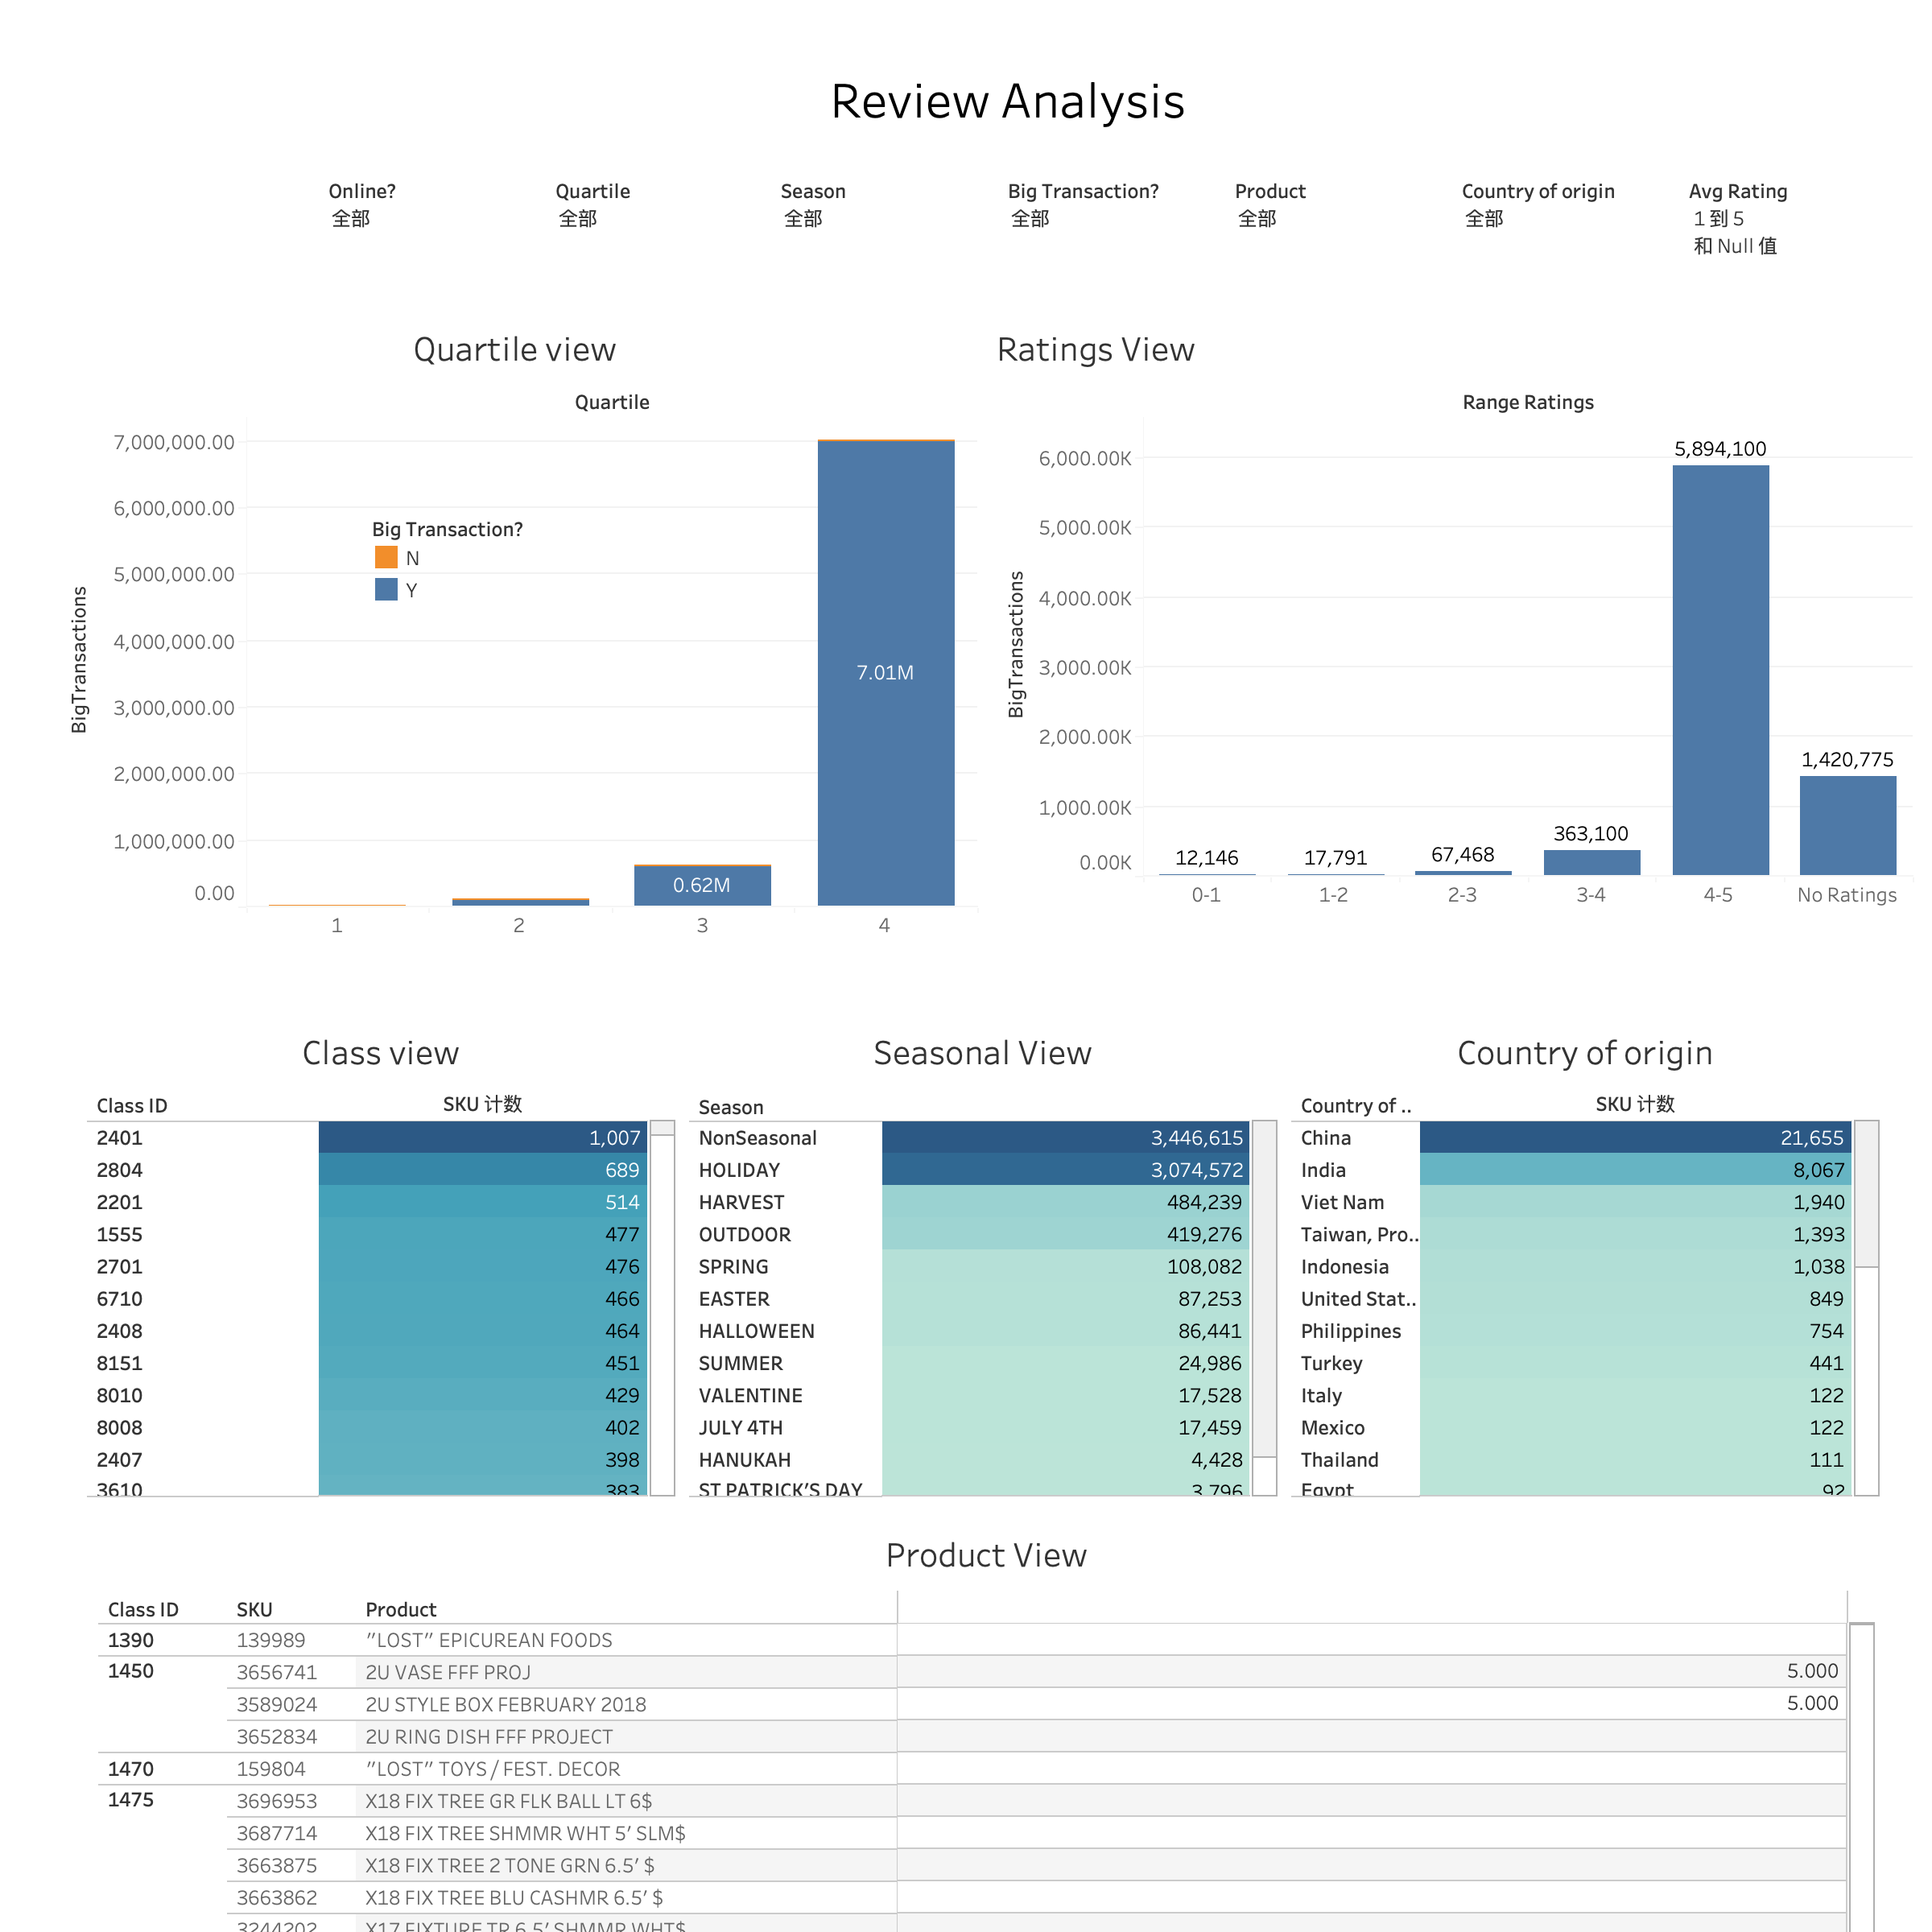 Review Analysis
Online? Quartile Season Big Transaction? Product Country of origin Avg Rating
全部 全部 全部 全部 全部 全部 1 到 5
和 Null 值
Quartile view
Quartile
BigTransactions
7,000,000.00
6,000,000.00
5,000,000.00
4,000,000.00
3,000,000.00
2,000,000.00
1,000,000.00
0.00
Big Transaction?
N
Y
7.01M
0.62M
1 2 3 4
Ratings View
Range Ratings
BigTransactions
6,000.00K
5,000.00K
4,000.00K
3,000.00K
2,000.00K
1,000.00K
0.00K
12,146 17,791 67,468 363,100 5,894,100 1,420,775
0-1 1-2 2-3 3-4 4-5 No Ratings
Class view
Class ID SKU 计数
2401 1,007
2804 689
2201 514
1555 477
2701 476
6710 466
2408 464
8151 451
8010 429
8008 402
2407 398
3610 383
Seasonal View
Season
NonSeasonal 3,446,615
HOLIDAY 3,074,572
HARVEST 484,239
OUTDOOR 419,276
SPRING 108,082
EASTER 87,253
HALLOWEEN 86,441
SUMMER 24,986
VALENTINE 17,528
JULY 4TH 17,459
HANUKAH 4,428
ST PATRICK'S DAY 3,796
Country of origin
Country of .. SKU 计数
China 21,655
India 8,067
Viet Nam 1,940
Taiwan, Pro.. 1,393
Indonesia 1,038
United Stat.. 849
Philippines 754
Turkey 441
Italy 122
Mexico 122
Thailand 111
Egypt 92
Product View
Class ID SKU Product
1390 139989 "LOST" EPICUREAN FOODS
1450 3656741 2U VASE FFF PROJ 5.000
3589024 2U STYLE BOX FEBRUARY 2018 5.000
3652834 2U RING DISH FFF PROJECT
1470 159804 "LOST" TOYS / FEST. DECOR
1475 3696953 X18 FIX TREE GR FLK BALL LT 6$
3687714 X18 FIX TREE SHMMR WHT 5' SLM$
3663875 X18 FIX TREE 2 TONE GRN 6.5' $
3663862 X18 FIX TREE BLU CASHMR 6.5' $
3244202 X17 FIXTURE TR 6.5' SHMMR WHT$